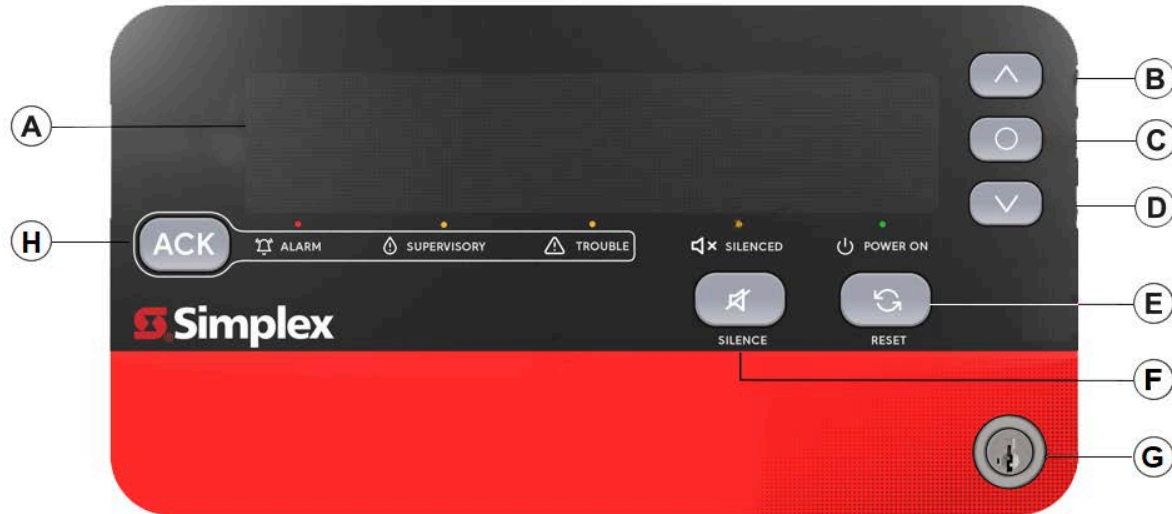 A
B
C
D
H
ACK
ALARM
SUPERVISORY
TROUBLE
SILENCED
POWER ON
E
Simplex
SILENCE
RESET
F
G